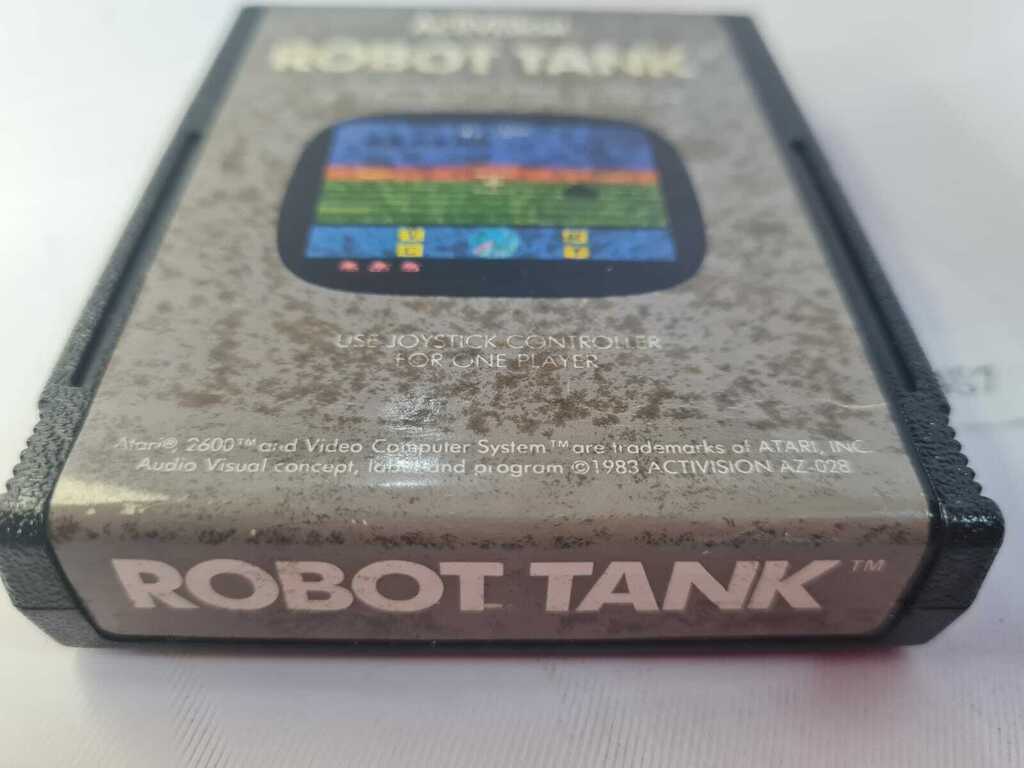 ACTIVISION
ROBOT TANK
USE JOYSTICK CONTROLLER
FOR ONE PLAYER
Atari® 2600™ and Video Computer System™ are trademarks of ATARI, INC.
Audio Visual concept, label and program ©1983 ACTIVISION AZ-028
ROBOT TANK™